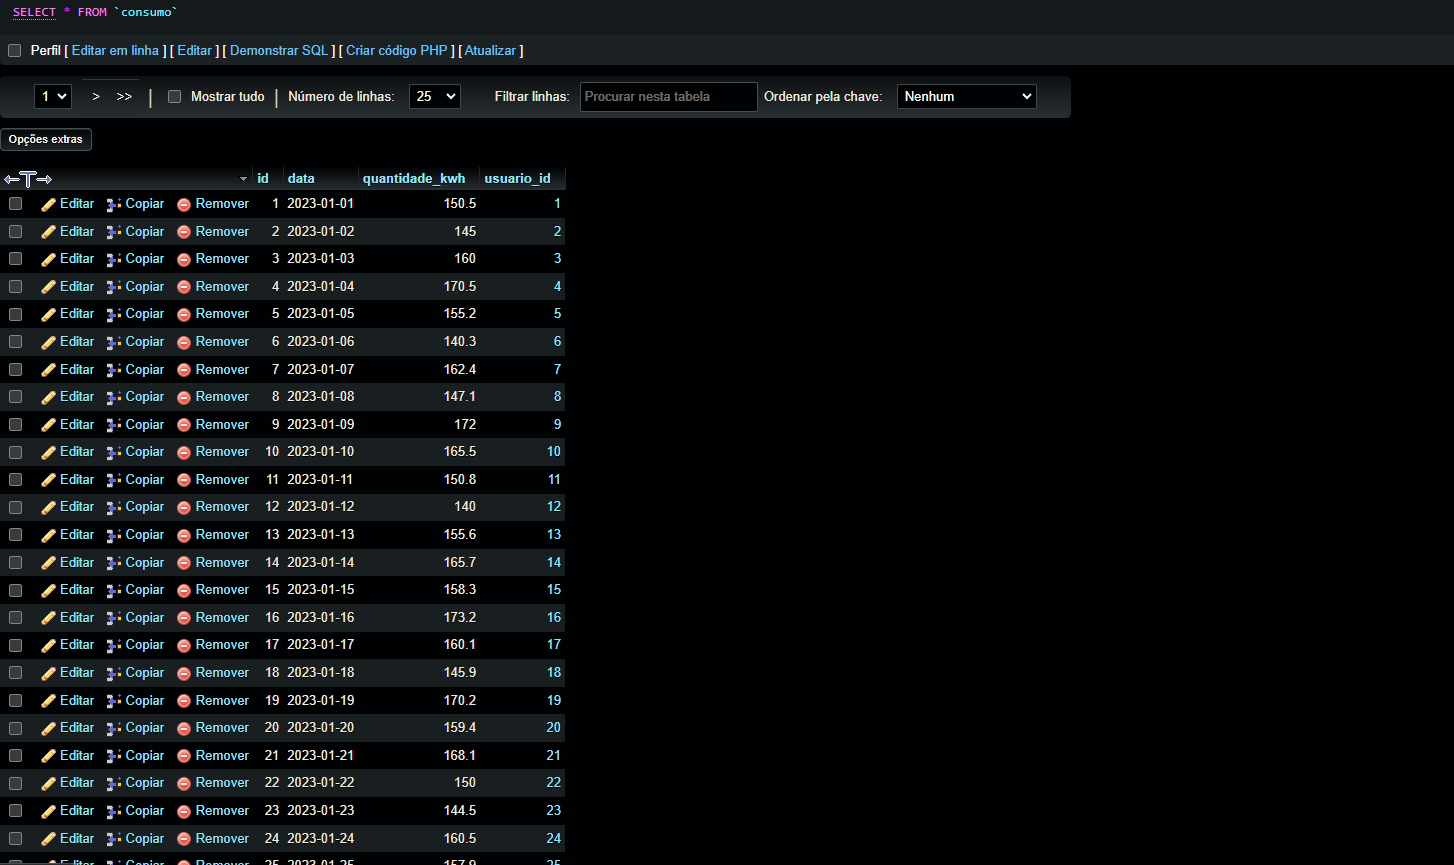 SELECT * FROM `consumo`
Perfil [ Editar em linha ] [ Editar ] [ Demonstrar SQL ] [ Criar código PHP ] [ Atualizar ]
1 > >> | Mostrar tudo | Número de linhas: 25 Filtrar linhas: Procurar nesta tabela Ordenar pela chave: Nenhum
Opções extras
id data quantidade_kwh usuario_id
Editar Copiar Remover 1 2023-01-01 150.5 1
Editar Copiar Remover 2 2023-01-02 145 2
Editar Copiar Remover 3 2023-01-03 160 3
Editar Copiar Remover 4 2023-01-04 170.5 4
Editar Copiar Remover 5 2023-01-05 155.2 5
Editar Copiar Remover 6 2023-01-06 140.3 6
Editar Copiar Remover 7 2023-01-07 162.4 7
Editar Copiar Remover 8 2023-01-08 147.1 8
Editar Copiar Remover 9 2023-01-09 172 9
Editar Copiar Remover 10 2023-01-10 165.5 10
Editar Copiar Remover 11 2023-01-11 150.8 11
Editar Copiar Remover 12 2023-01-12 140 12
Editar Copiar Remover 13 2023-01-13 155.6 13
Editar Copiar Remover 14 2023-01-14 165.7 14
Editar Copiar Remover 15 2023-01-15 158.3 15
Editar Copiar Remover 16 2023-01-16 173.2 16
Editar Copiar Remover 17 2023-01-17 160.1 17
Editar Copiar Remover 18 2023-01-18 145.9 18
Editar Copiar Remover 19 2023-01-19 170.2 19
Editar Copiar Remover 20 2023-01-20 159.4 20
Editar Copiar Remover 21 2023-01-21 168.1 21
Editar Copiar Remover 22 2023-01-22 150 22
Editar Copiar Remover 23 2023-01-23 144.5 23
Editar Copiar Remover 24 2023-01-24 160.5 24
Editar Copiar Remover 25 2023-01-25 157.9 25